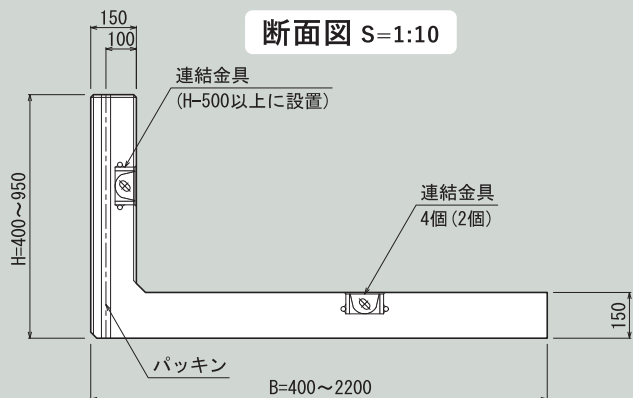 150
断面図 S=1:10
100
連結金具
(H-500以上に設置)
H=400〜950
連結金具
4個(2個)
150
パッキン
B=400〜2200